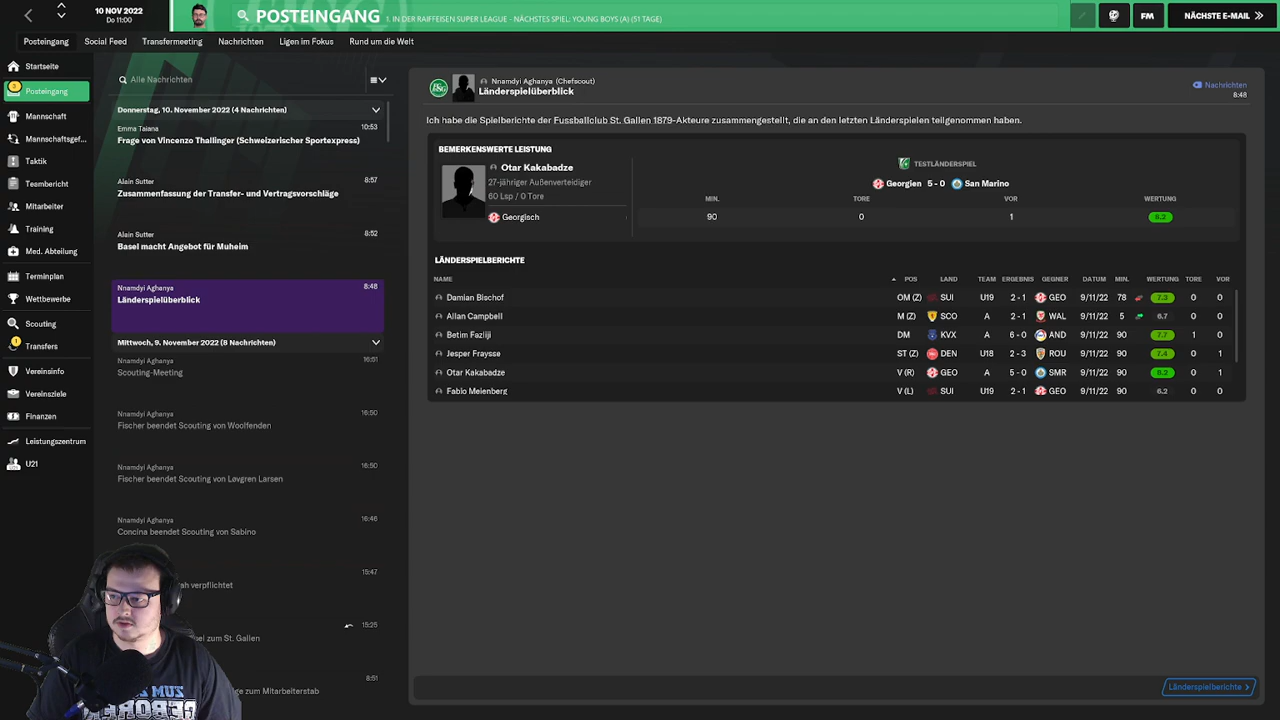 10 NOV 2022
Do 11:00
POSTEINGANG
1. IN DER RAIFFEISEN SUPER LEAGUE - NÄCHSTES SPIEL: YOUNG BOYS (A) (51 TAGE)
FM
NÄCHSTE E-MAIL
Posteingang
Social Feed
Transfermeeting
Nachrichten
Ligen im Fokus
Rund um die Welt
Startseite
Posteingang
Mannschaft
Mannschaftsgef...
Taktik
Teambericht
Mitarbeiter
Training
Med. Abteilung
Terminplan
Wettbewerbe
Scouting
1
Transfers
Vereinsinfo
Vereinsziele
Finanzen
Leistungszentrum
U21
Alle Nachrichten
Donnerstag, 10. November 2022 (4 Nachrichten)
Emma Taiana 10:53
Frage von Vincenzo Thallinger (Schweizerischer Sportexpress)
Alain Sutter 8:57
Zusammenfassung der Transfer- und Vertragsvorschläge
Alain Sutter 8:52
Basel macht Angebot für Muheim
Nnamdyi Aghanya 8:48
Länderspielüberblick
Mittwoch, 9. November 2022 (8 Nachrichten)
Nnamdyi Aghanya 16:51
Scouting-Meeting
Nnamdyi Aghanya 16:50
Fischer beendet Scouting von Woolfenden
Nnamdyi Aghanya 16:50
Fischer beendet Scouting von Løvgren Larsen
Nnamdyi Aghanya 16:46
Concina beendet Scouting von Sabino
15:47
verpflichtet
15:25
zum St. Gallen
8:51
zum Mitarbeiterstab
Nnamdyi Aghanya (Chefscout)
Länderspielüberblick
Nachrichten
8:48
Ich habe die Spielberichte der Fussballclub St. Gallen 1879-Akteure zusammengestellt, die an den letzten Länderspielen teilgenommen haben.
BEMERKENSWERTE LEISTUNG
Otar Kakabadze
27-jähriger Außenverteidiger
60 Lsp / 0 Tore
Georgisch
TESTLÄNDERSPIEL
Georgien 5 - 0 San Marino
MIN. TORE VOR WERTUNG
90 0 1 8.2
LÄNDERSPIELBERICHTE
NAME POS LAND TEAM ERGEBNIS GEGNER DATUM MIN. WERTUNG TORE VOR
Damian Bischof OM (Z) SUI U19 2 - 1 GEO 9/11/22 78 7.3 0 0
Allan Campbell M (Z) SCO A 2 - 1 WAL 9/11/22 5 6.7 0 0
Betim Fazliji DM KVX A 6 - 0 AND 9/11/22 90 7.7 1 0
Jesper Fraysse ST (Z) DEN U18 2 - 3 ROU 9/11/22 90 7.4 0 1
Otar Kakabadze V (R) GEO A 5 - 0 SMR 9/11/22 90 8.2 0 1
Fabio Meienberg V (L) SUI U19 2 - 1 GEO 9/11/22 90 6.2 0 0
Länderspielberichte
ZUM
GEBOREN